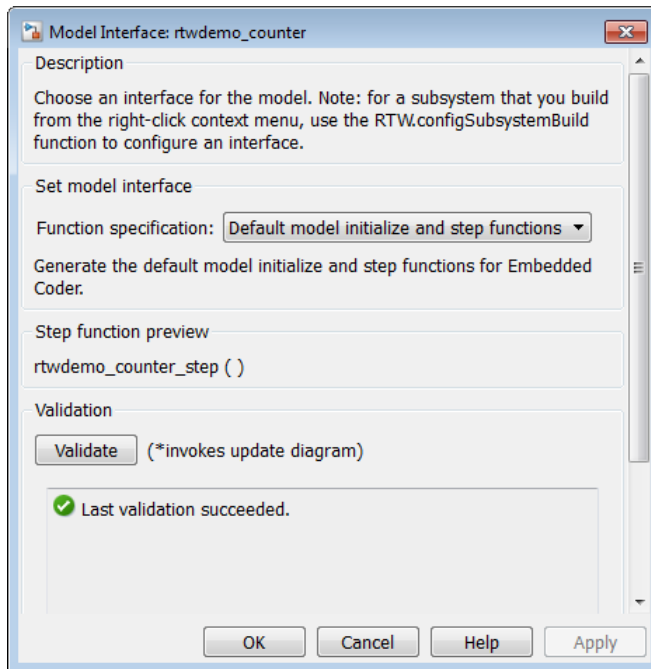 Model Interface: rtwdemo_counter
Description
Choose an interface for the model. Note: for a subsystem that you build
from the right-click context menu, use the RTW.configSubsystemBuild
function to configure an interface.
Set model interface
Function specification: Default model initialize and step functions
Generate the default model initialize and step functions for Embedded
Coder.
Step function preview
rtwdemo_counter_step ( )
Validation
Validate (*invokes update diagram)
Last validation succeeded.
OK Cancel Help Apply